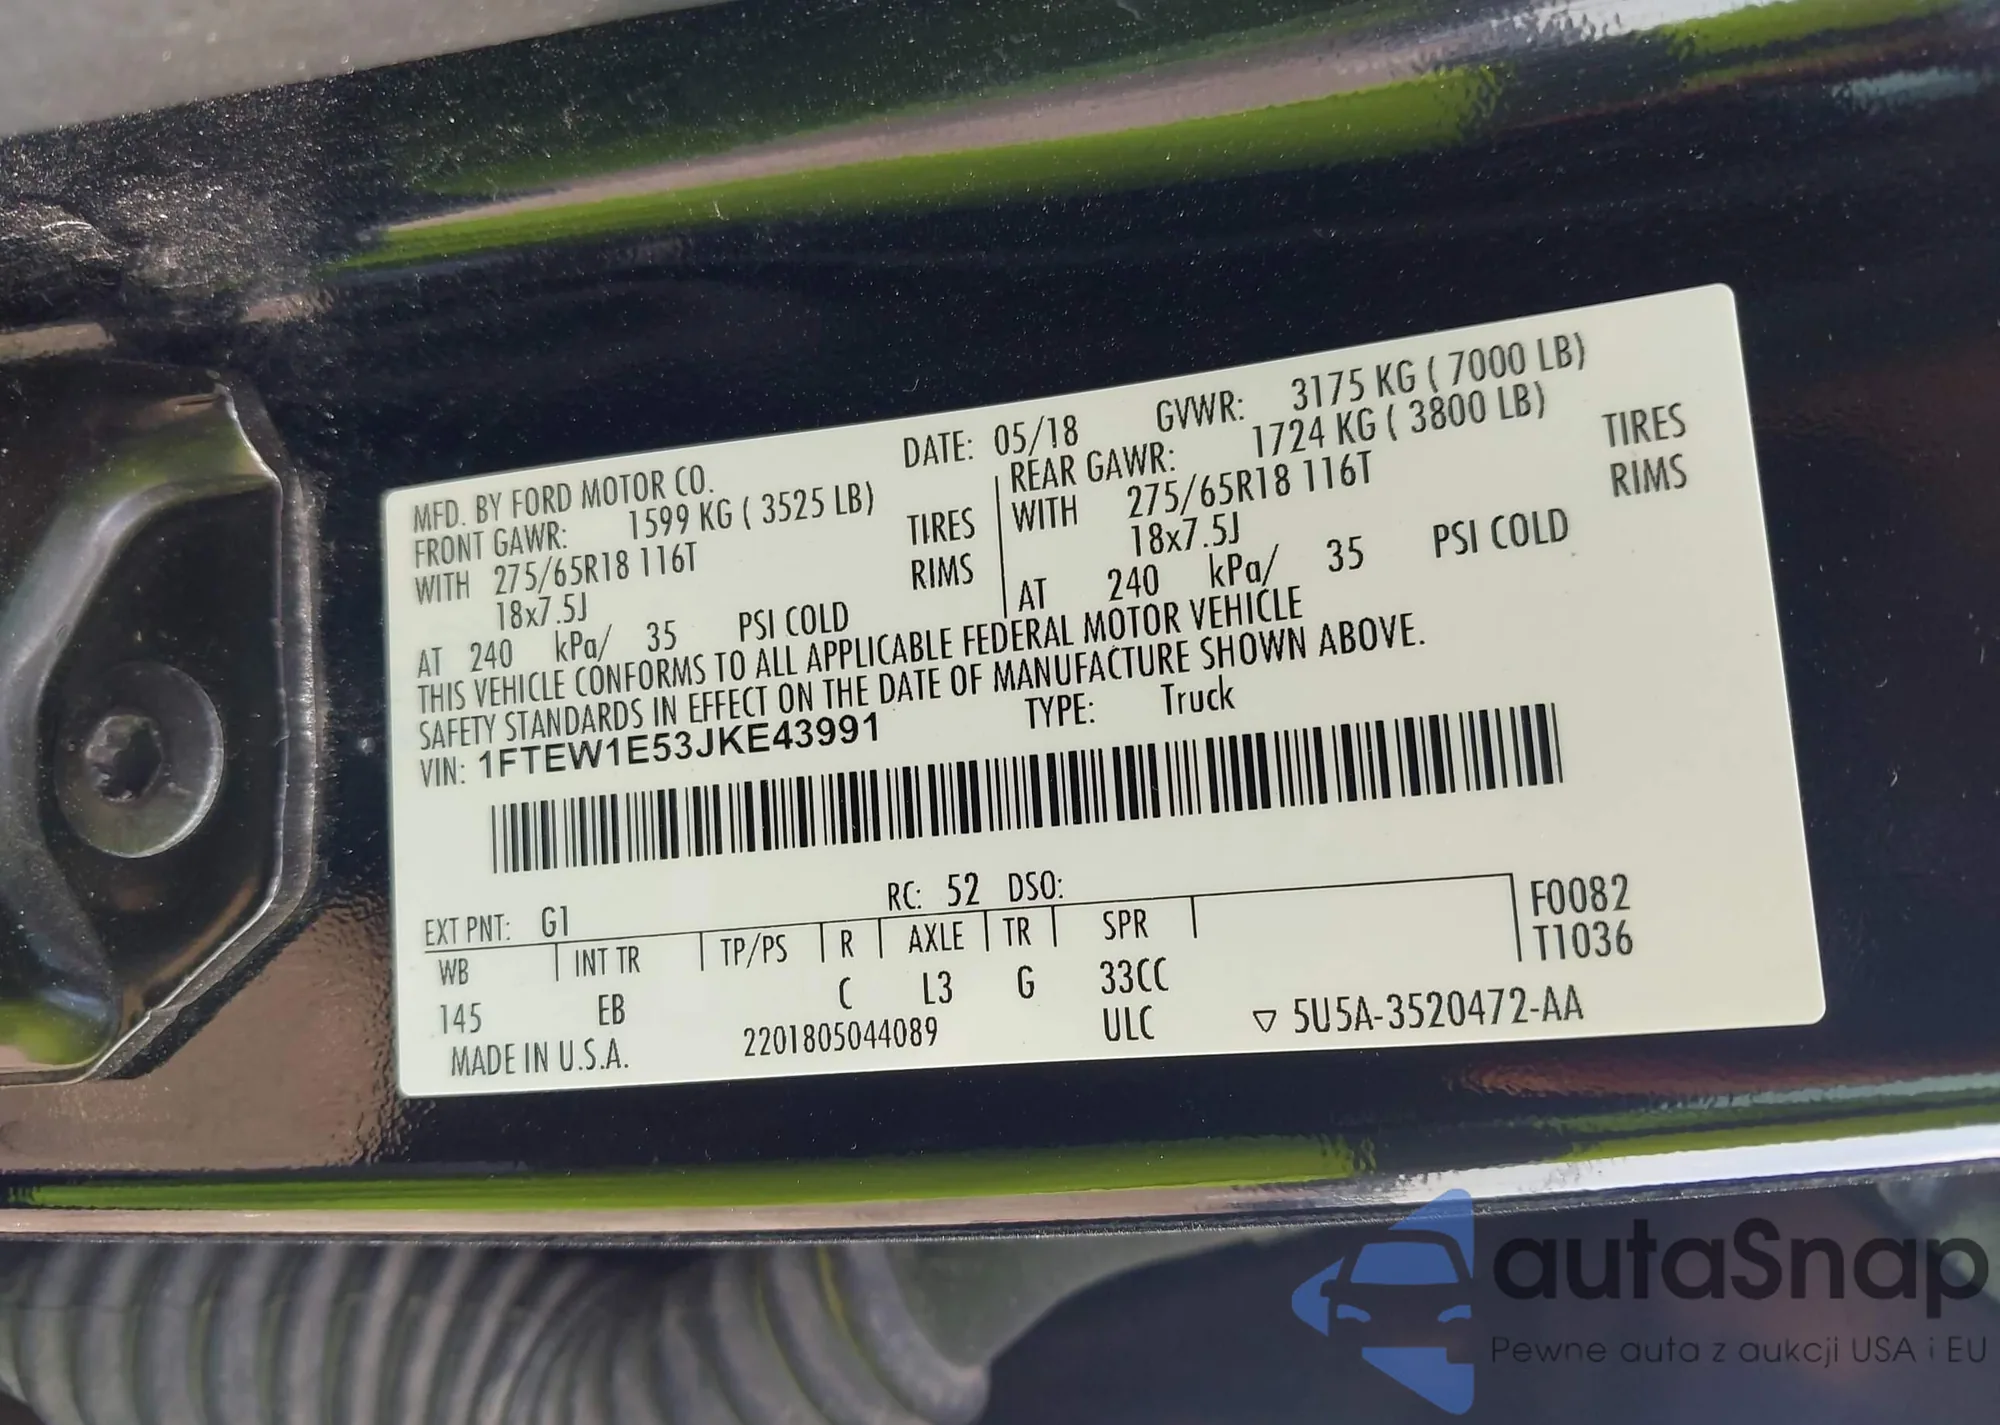 MFD. BY FORD MOTOR CO. DATE: 05/18 GVWR: 3175 KG ( 7000 LB)
FRONT GAWR: 1599 KG ( 3525 LB) REAR GAWR: 1724 KG ( 3800 LB)
WITH 275/65R18 116T TIRES WITH 275/65R18 116T TIRES
18x7.5J RIMS 18x7.5J RIMS
AT 240 kPa/ 35 PSI COLD AT 240 kPa/ 35 PSI COLD
THIS VEHICLE CONFORMS TO ALL APPLICABLE FEDERAL MOTOR VEHICLE
SAFETY STANDARDS IN EFFECT ON THE DATE OF MANUFACTURE SHOWN ABOVE.
VIN: 1FTEW1E53JKE43991 TYPE: Truck
EXT PNT: G1 RC: 52 DSO: F0082
WB INT TR TP/PS R AXLE TR SPR T1036
145 EB C L3 G 33CC
MADE IN U.S.A. 2201805044089 ULC ▽ 5U5A-3520472-AA
autaSnap
Pewne auta z aukcji USA i EU